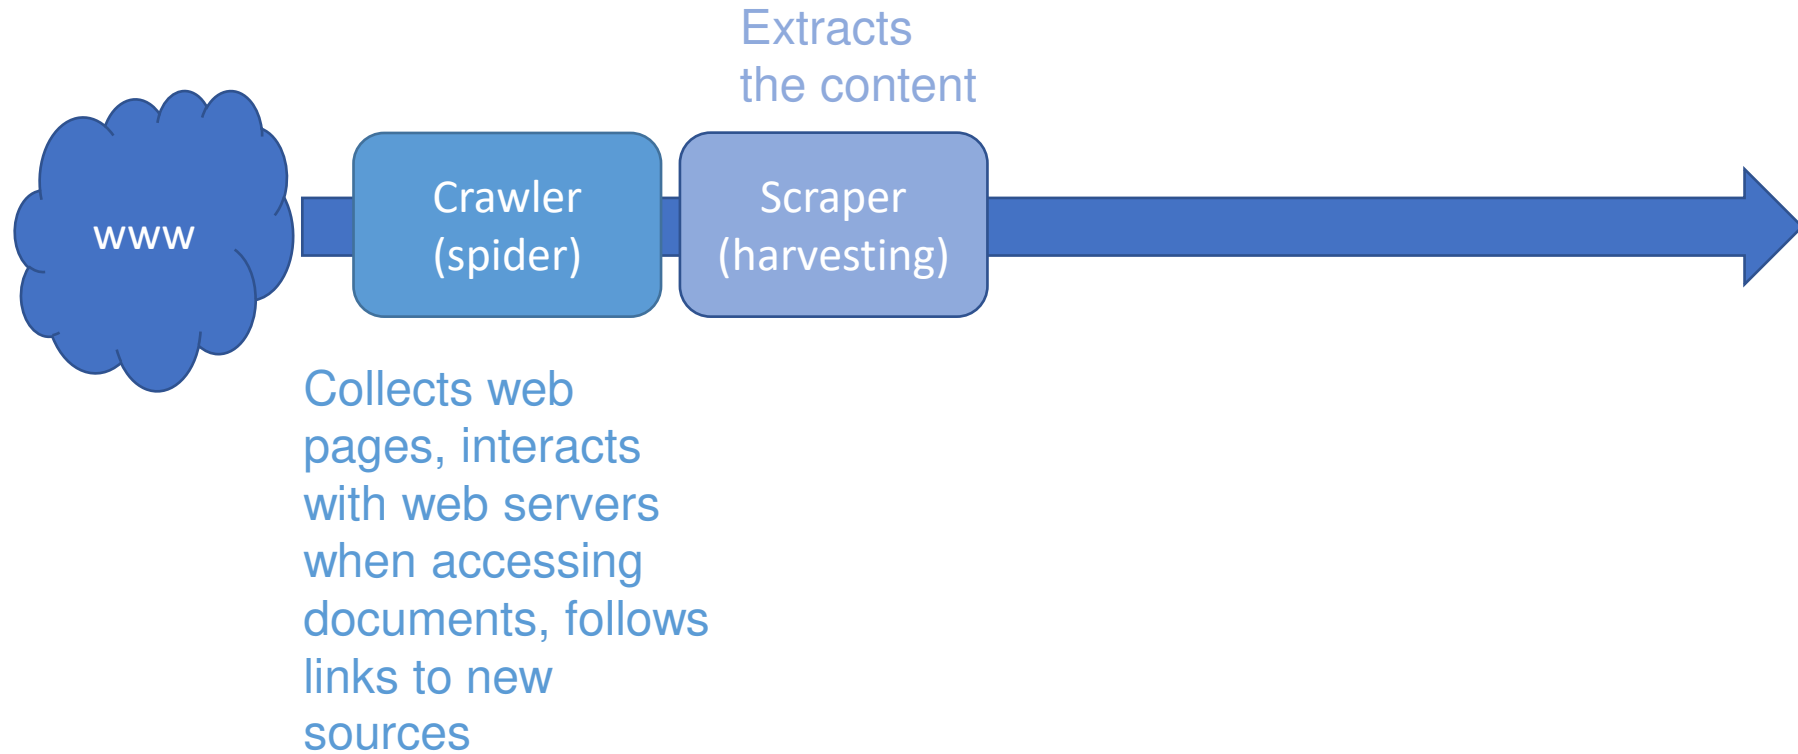 Extracts
the content
www
Crawler
(spider)
Scraper
(harvesting)
Collects web
pages, interacts
with web servers
when accessing
documents, follows
links to new
sources